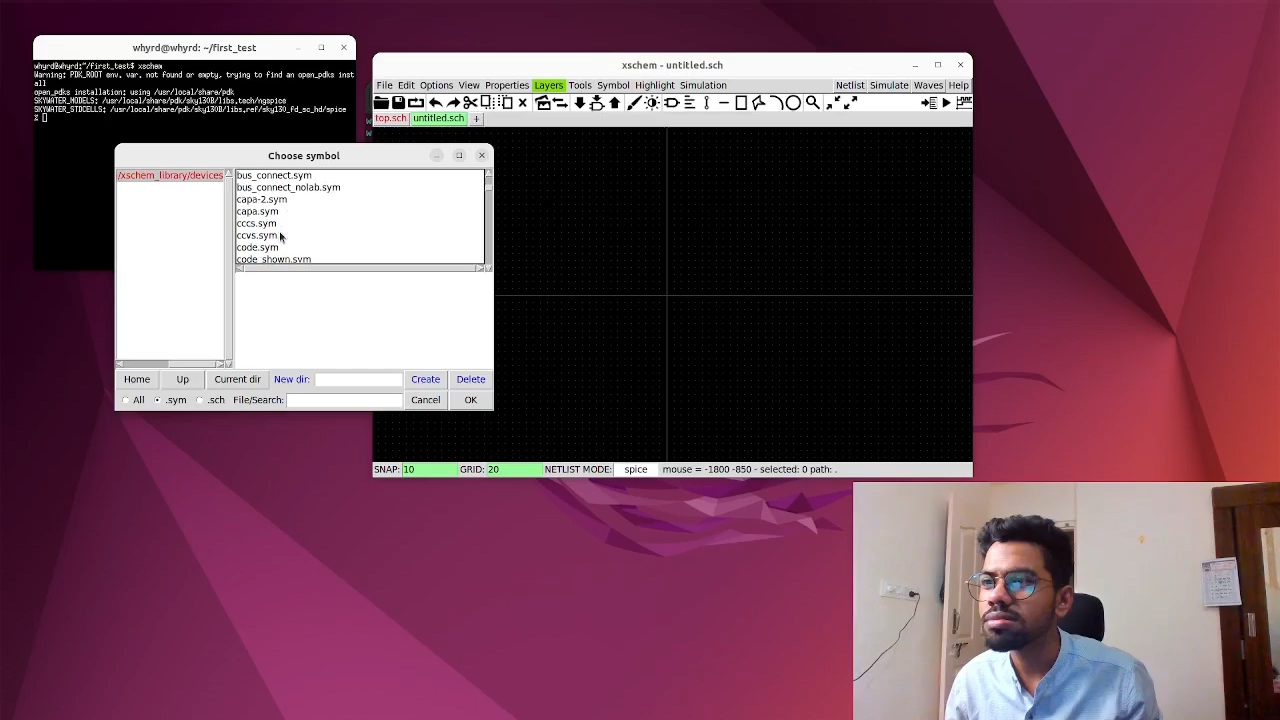 whyrd@whyrd: ~/first_test
whyrd@whyrd:~/first_test$ xschem
Warning: PDK_ROOT env. var. not found or empty, trying to find an open_pdks inst
all
open_pdks installation: using /usr/local/share/pdk
SKYWATER_MODELS: /usr/local/share/pdk/sky130B/libs.tech/ngspice
SKYWATER_STDCELLS: /usr/local/share/pdk/sky130B/libs.ref/sky130_fd_sc_hd/spice
%
xschem - untitled.sch
File Edit Options View Properties Layers Tools Symbol Highlight Simulation Netlist Simulate Waves Help
top.sch untitled.sch +
Choose symbol
/xschem_library/devices
bus_connect.sym
bus_connect_nolab.sym
capa-2.sym
capa.sym
cccs.sym
ccvs.sym
code.sym
code_shown.sym
Home Up Current dir New dir: Create Delete
All .sym .sch File/Search: Cancel OK
SNAP: 10 GRID: 20 NETLIST MODE: spice mouse = -1800 -850 - selected: 0 path: .